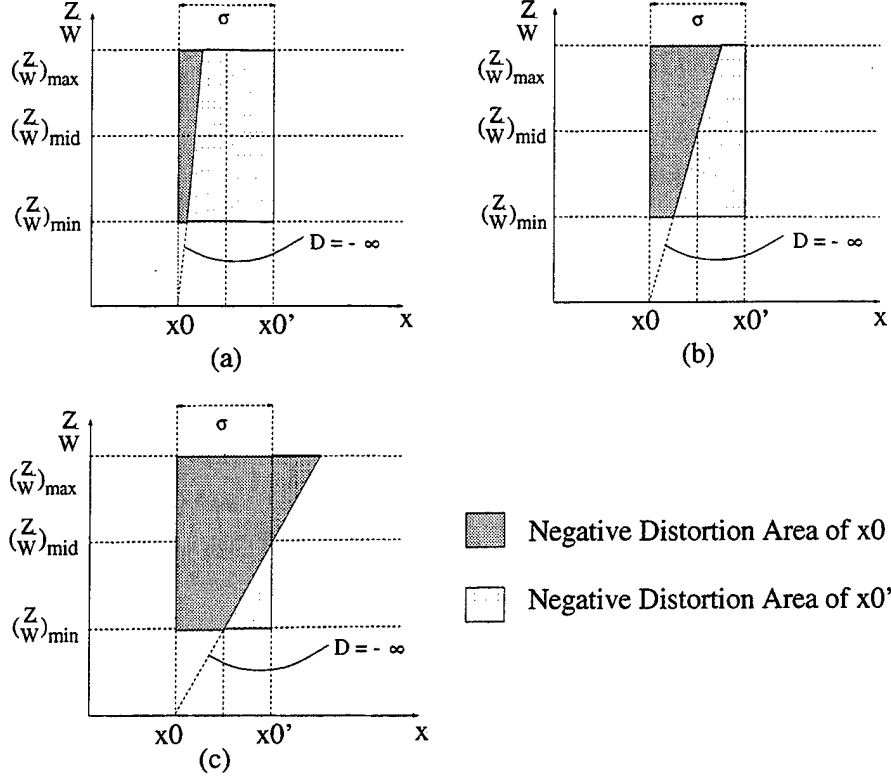 Z
W
σ
(Z/W)max
(Z/W)mid
(Z/W)min
D = - ∞
x0
x0'
x
(a)
Z
W
σ
(Z/W)max
(Z/W)mid
(Z/W)min
D = - ∞
x0
x0'
x
(b)
Z
W
σ
(Z/W)max
(Z/W)mid
(Z/W)min
D = - ∞
x0
x0'
x
(c)
Negative Distortion Area of x0
Negative Distortion Area of x0'